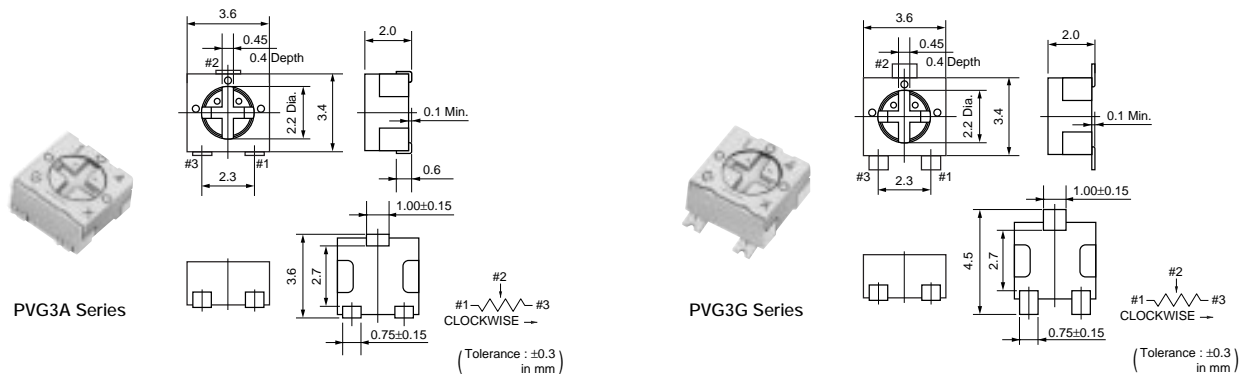 3.6
0.45
#2
0.4 Depth
2.2 Dia.
3.4
#3
#1
2.3
2.0
0.1 Min.
0.6
1.00±0.15
3.6
2.7
0.75±0.15
#2
#1
#3
CLOCKWISE →
(Tolerance : ±0.3
in mm)
PVG3A Series
3.6
0.45
#2
0.4 Depth
2.2 Dia.
3.4
#3
#1
2.3
2.0
0.1 Min.
1.00±0.15
4.5
2.7
0.75±0.15
#2
#1
#3
CLOCKWISE →
(Tolerance : ±0.3
in mm)
PVG3G Series